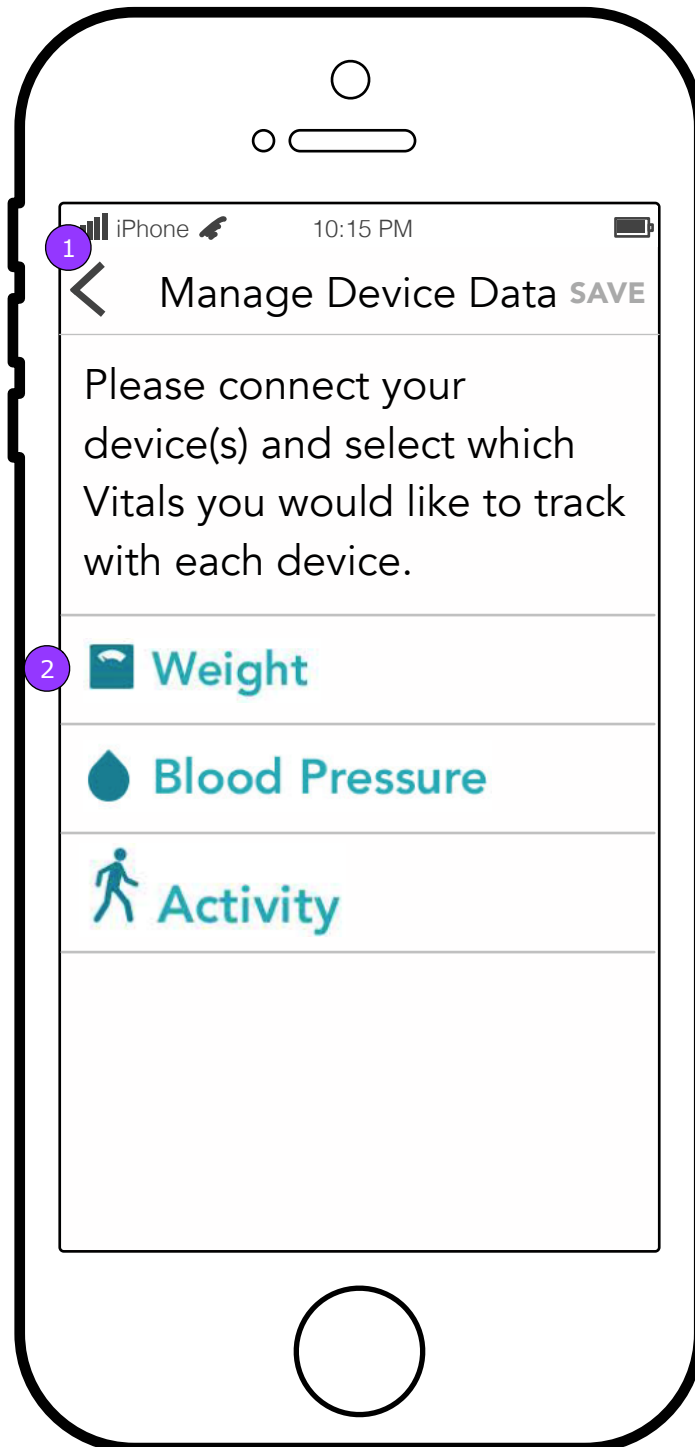 iPhone 10:15 PM
1
Manage Device Data SAVE
Please connect your
device(s) and select which
Vitals you would like to track
with each device.
2 Weight
Blood Pressure
Activity